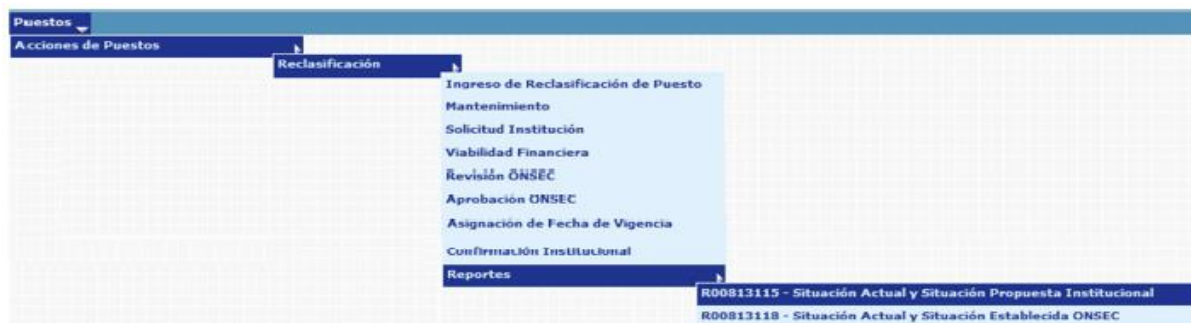 Puestos
Acciones de Puestos
Reclasificación
Ingreso de Reclasificación de Puesto
Mantenimiento
Solicitud Institución
Viabilidad Financiera
Revisión ONSEC
Aprobación ONSEC
Asignación de Fecha de Vigencia
Confirmación Institucional
Reportes
R00813115 - Situación Actual y Situación Propuesta Institucional
R00813118 - Situación Actual y Situación Establecida ONSEC